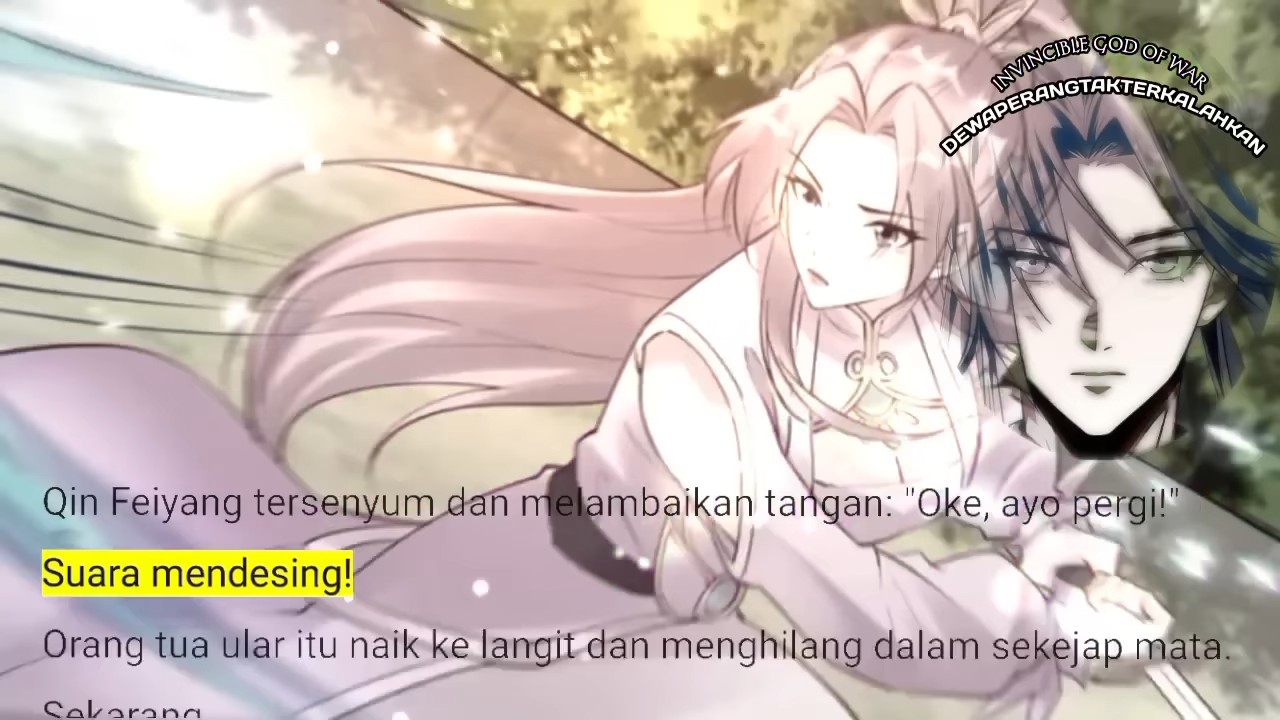 INVINCIBLE GOD OF WAR
DEWAPERANGTAKTERKALAHKAN
Qin Feiyang tersenyum dan melambaikan tangan: "Oke, ayo pergi!"
Suara mendesing!
Orang tua ular itu naik ke langit dan menghilang dalam sekejap mata.
Sekarang